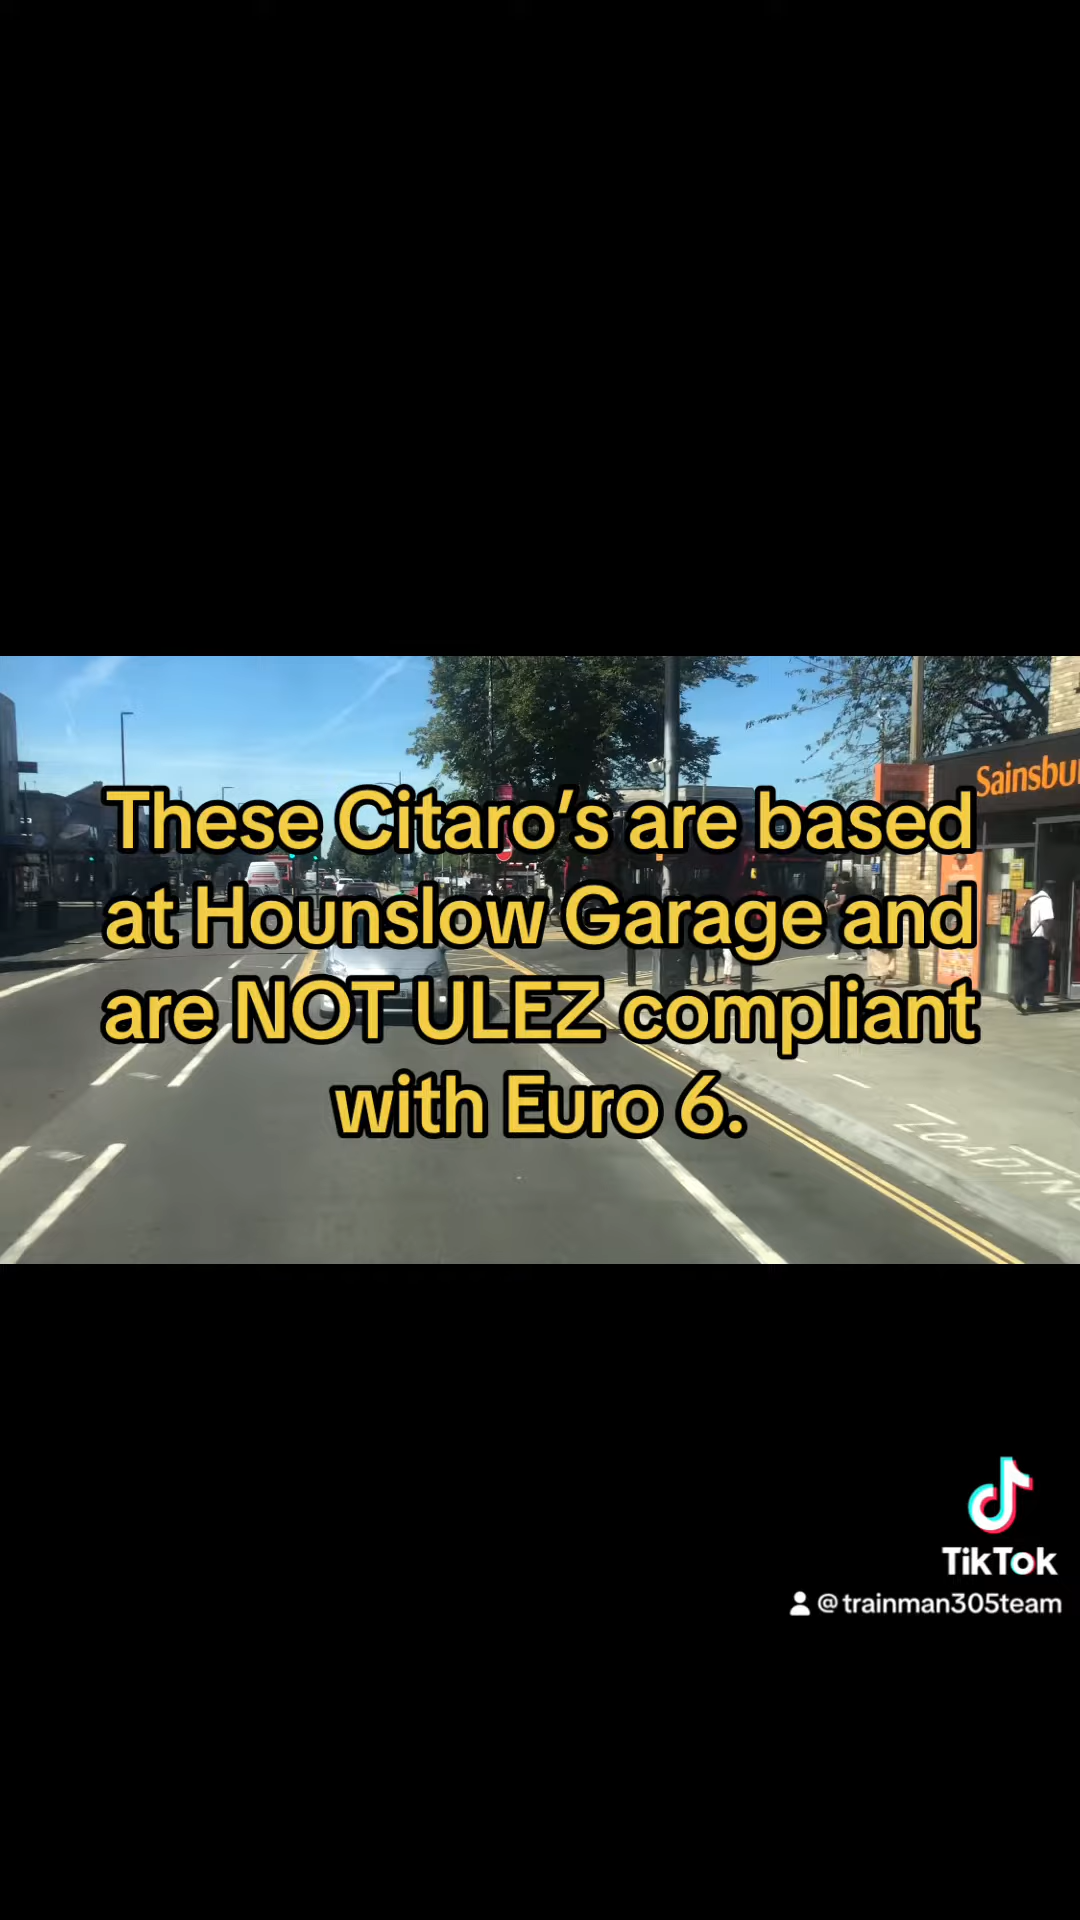 Sainsbu
These Citaro’s are based
at Hounslow Garage and
are NOT ULEZ compliant
with Euro 6.
LOADING
TikTok
@trainman305team